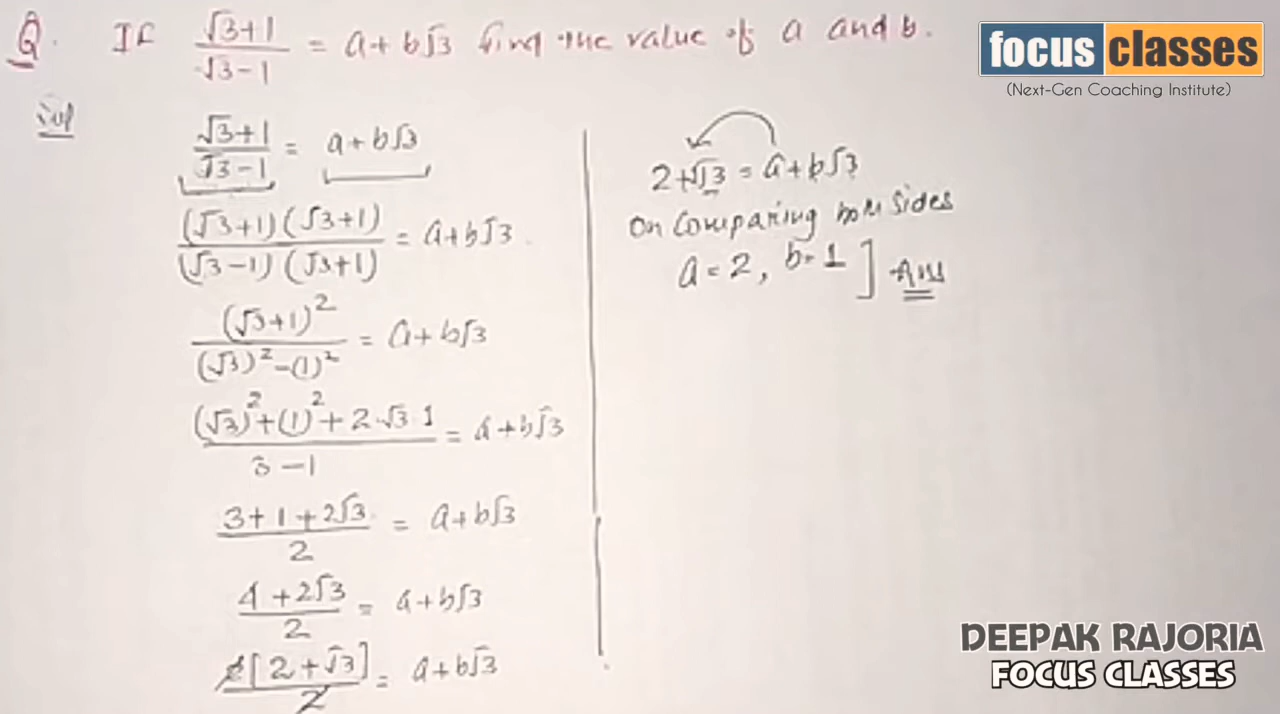 Q. If (√3+1)/(√3-1) = a+b√3 find the value of a and b.
focus classes
(Next-Gen Coaching Institute)
Sol
(√3+1)/(√3-1) = a+b√3
((√3+1)(√3+1))/((√3-1)(√3+1)) = a+b√3
(√3+1)²/((√3)²-(1)²) = a+b√3
((√3)²+(1)²+2·√3·1)/(3-1) = a+b√3
(3+1+2√3)/2 = a+b√3
(4+2√3)/2 = a+b√3
2[2+√3]/2 = a+b√3
2+√3 = a+b√3
On Comparing both sides
a=2, b=1 ] Ans
DEEPAK RAJORIA
FOCUS CLASSES